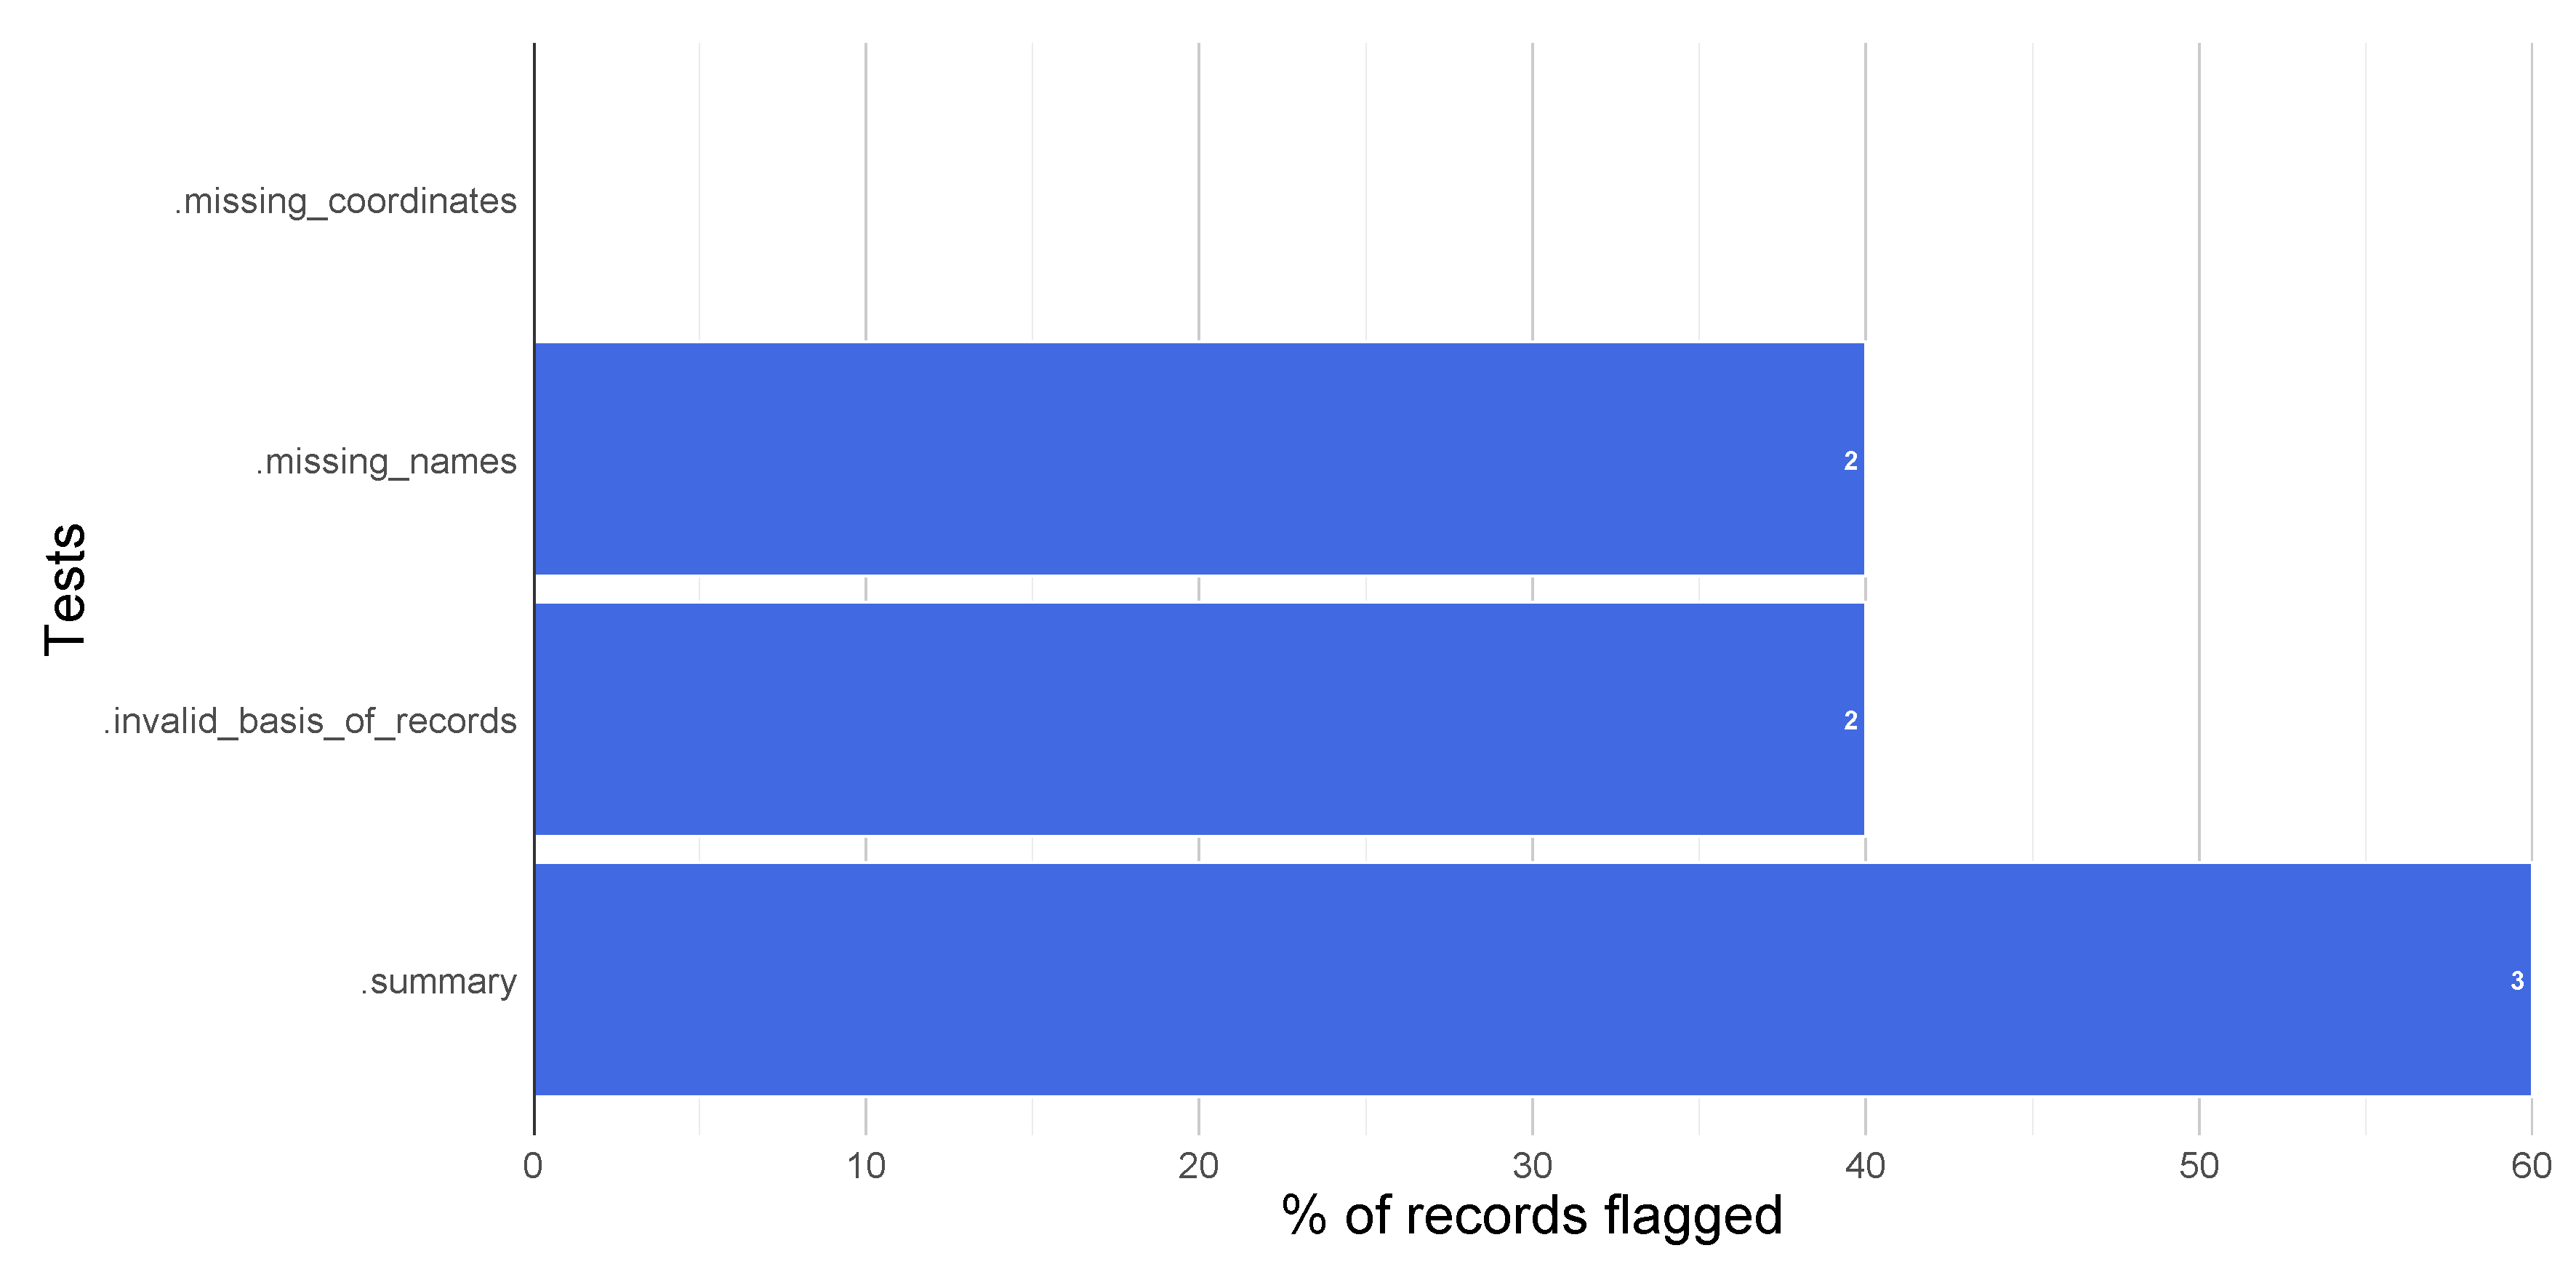 Tests
.missing_coordinates
.missing_names
2
.invalid_basis_of_records
2
.summary
3
0 10 20 30 40 50 60
% of records flagged